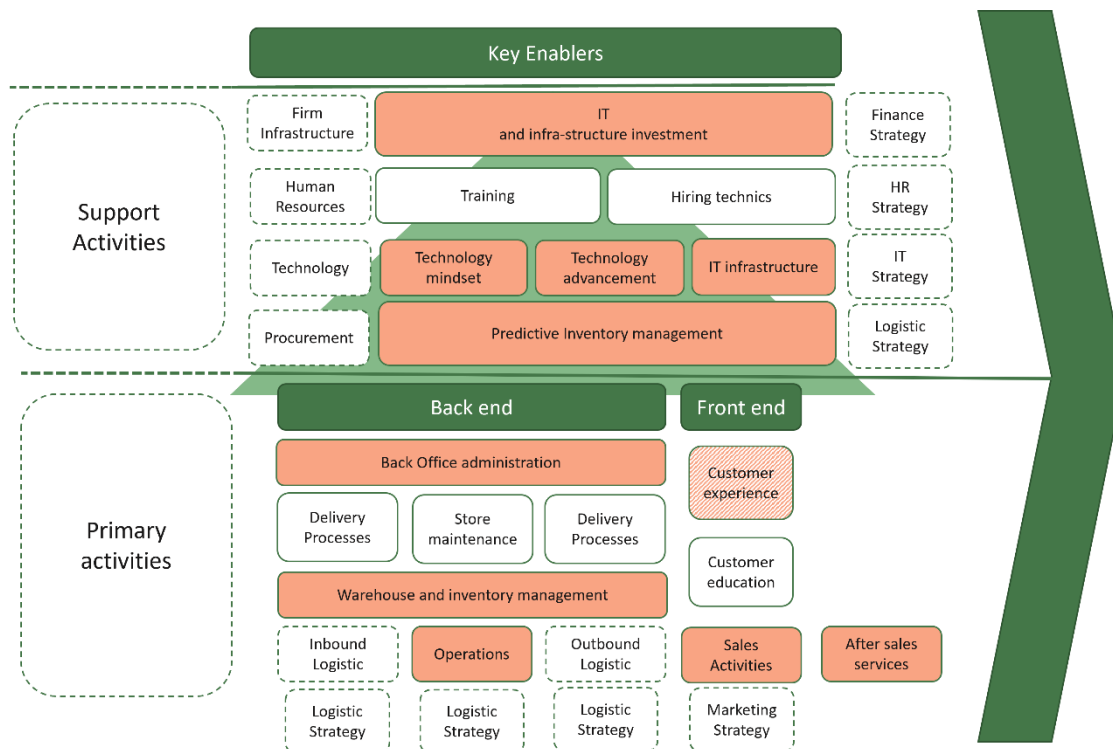 Key Enablers
Support
Activities
Firm
Infrastructure
IT
and infra-structure investment
Finance
Strategy
Human
Resources
Training
Hiring technics
HR
Strategy
Technology
Technology
mindset
Technology
advancement
IT infrastructure
IT
Strategy
Procurement
Predictive Inventory management
Logistic
Strategy
Primary
activities
Back end
Front end
Back Office administration
Customer
experience
Delivery
Processes
Store
maintenance
Delivery
Processes
Customer
education
Warehouse and inventory management
Inbound
Logistic
Operations
Outbound
Logistic
Sales
Activities
After sales
services
Logistic
Strategy
Logistic
Strategy
Logistic
Strategy
Marketing
Strategy